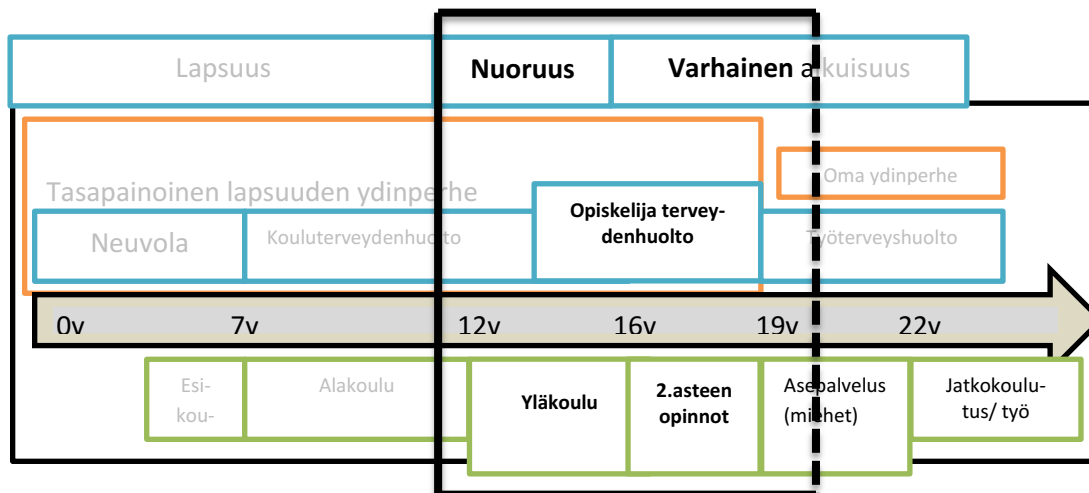 Lapsuus
Nuoruus
Varhainen aikuisuus
Tasapainoinen lapsuuden ydinperhe
Oma ydinperhe
Neuvola
Kouluterveydenhuolto
Opiskelija tervey-
denhuolto
Työterveyshuolto
0v
7v
12v
16v
19v
22v
Esi-
kou-
Alakoulu
Yläkoulu
2.asteen
opinnot
Asepalvelus
(miehet)
Jatkokoulu-
tus/ työ